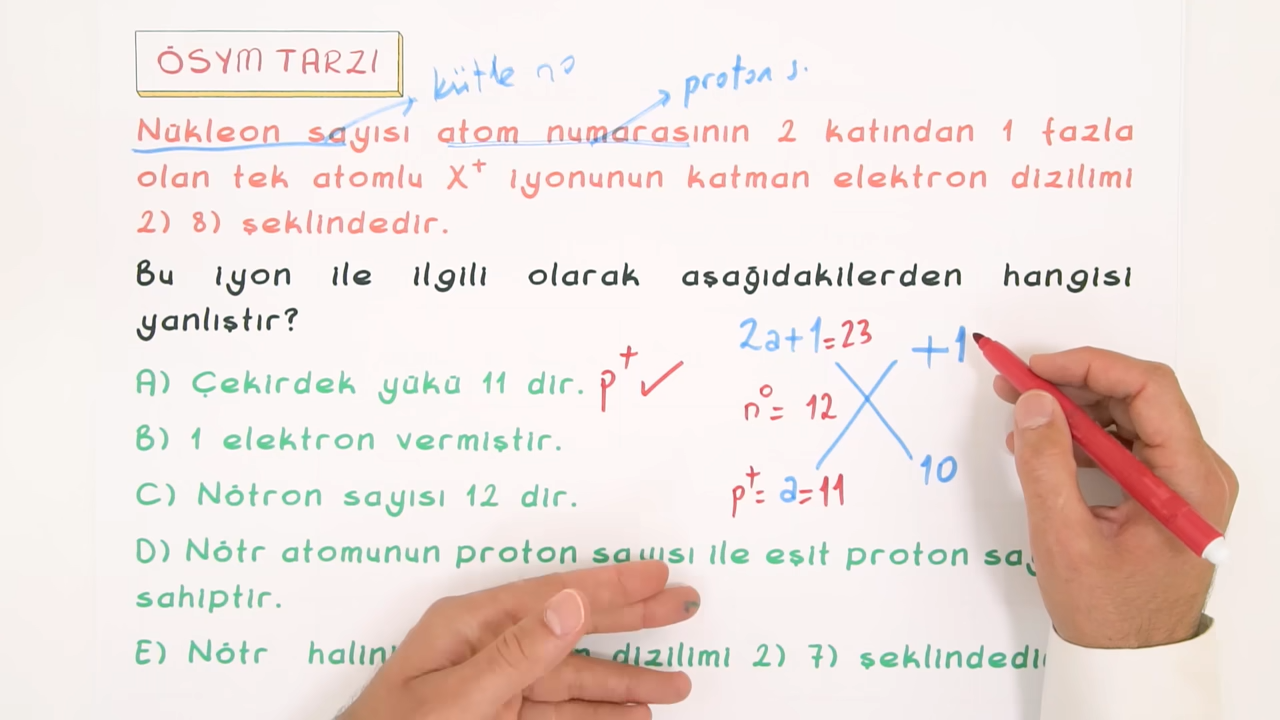 ÖSYM TARZI
kütle no
proton s.
Nükleon sayısı atom numarasının 2 katından 1 fazla
olan tek atomlu X⁺ iyonunun katman elektron dizilimi
2) 8) şeklindedir.
Bu iyon ile ilgili olarak aşağıdakilerden hangisi
yanlıştır?
2a+1=23
+1
A) Çekirdek yükü 11 dir. p⁺ ✓
n⁰= 12
B) 1 elektron vermiştir.
10
p⁺= a=11
C) Nötron sayısı 12 dir.
D) Nötr atomunun proton sayısı ile eşit proton
sahiptir.
E) Nötr dizilimi 2) 7)